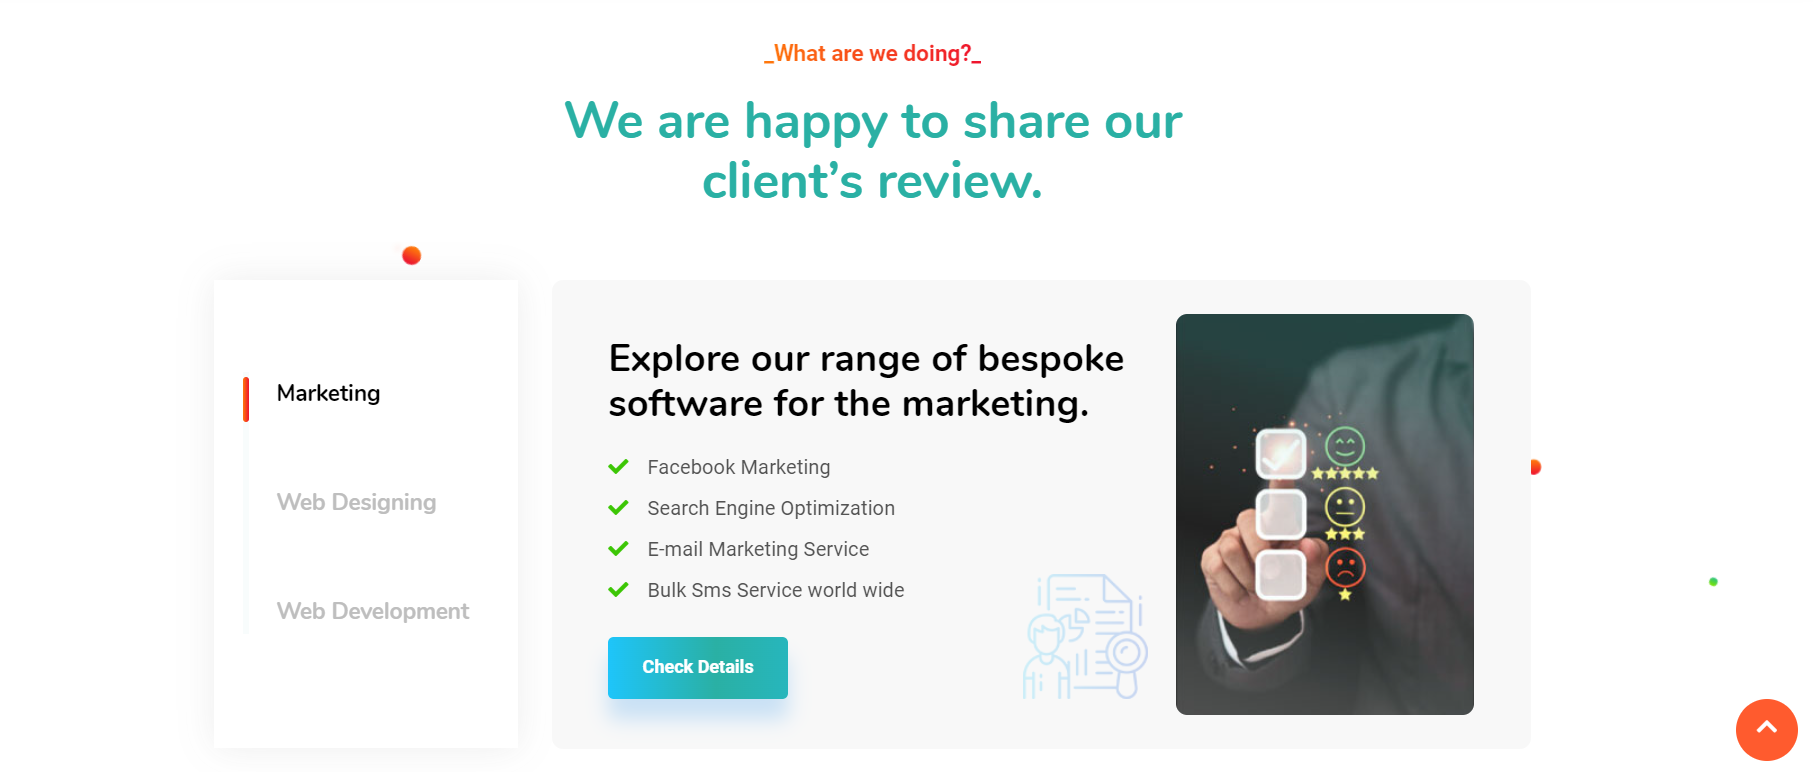 _What are we doing?_
We are happy to share our
client’s review.
Marketing
Web Designing
Web Development
Explore our range of bespoke
software for the marketing.
Facebook Marketing
Search Engine Optimization
E-mail Marketing Service
Bulk Sms Service world wide
Check Details